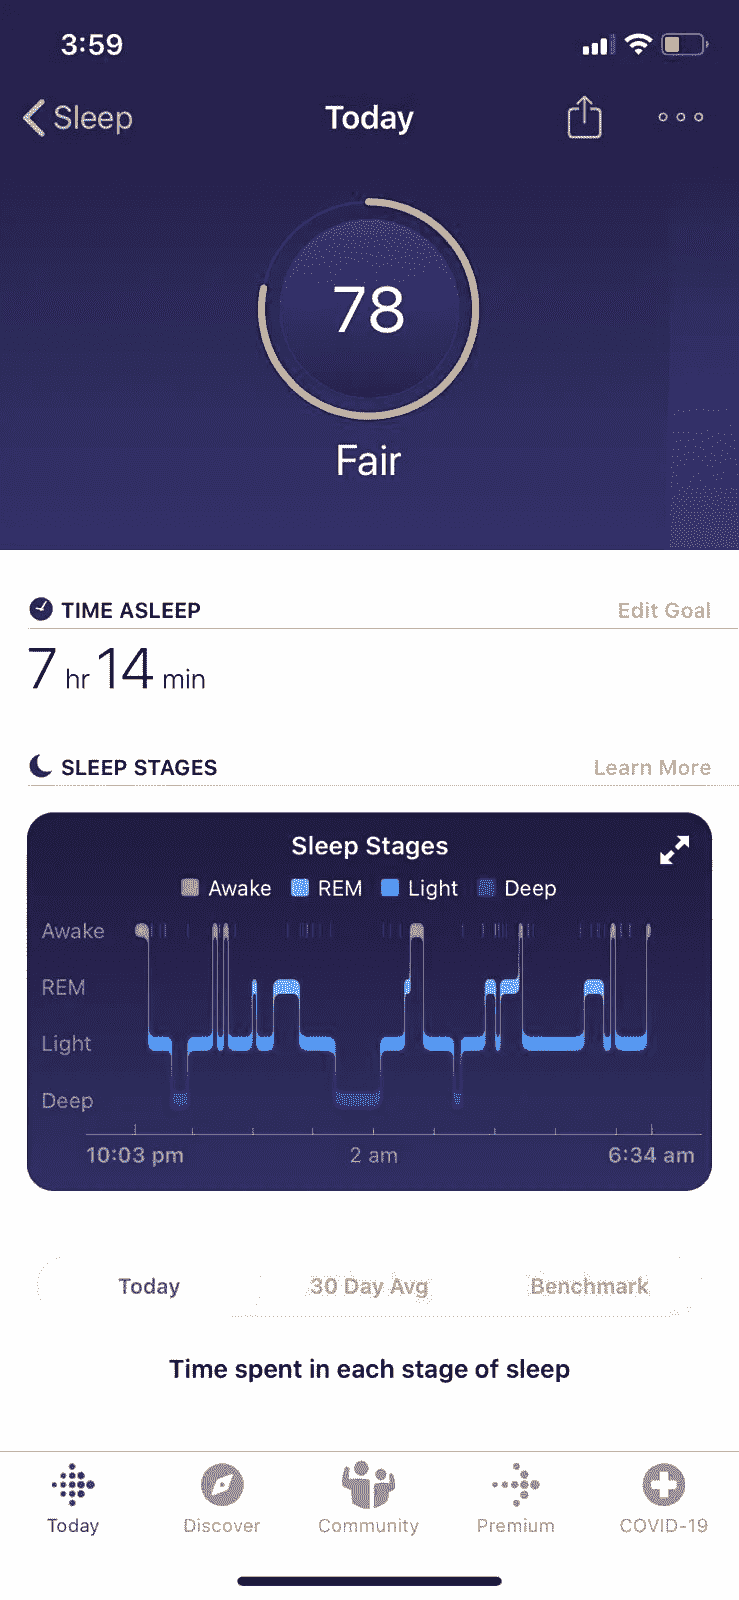 3:59
Sleep
Today
78
Fair
TIME ASLEEP
Edit Goal
7 hr 14 min
SLEEP STAGES
Learn More
Sleep Stages
Awake REM Light Deep
Awake
REM
Light
Deep
10:03 pm 2 am 6:34 am
Today 30 Day Avg Benchmark
Time spent in each stage of sleep
Today Discover Community Premium COVID-19